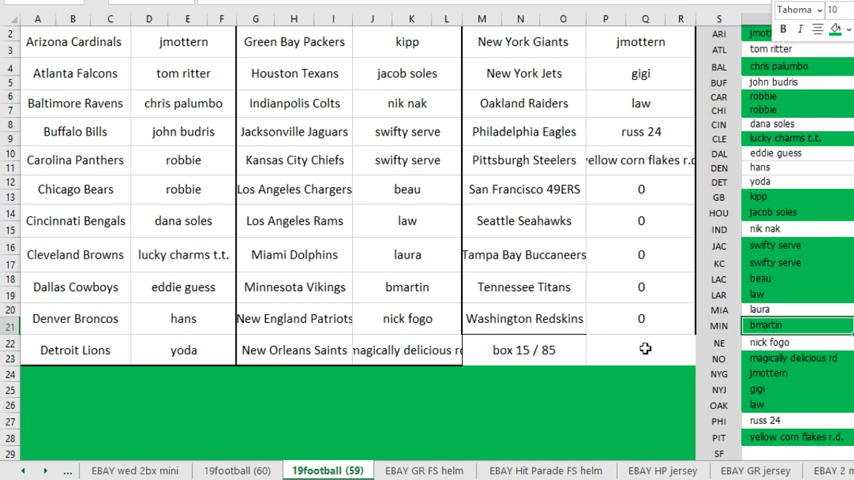 Tahoma 10
B I
A B C D E F G H I J K L M N O P Q R S
2 Arizona Cardinals jmottern Green Bay Packers kipp New York Giants jmottern ARI
3 ATL tom ritter
4 Atlanta Falcons tom ritter Houston Texans jacob soles New York Jets gigi BAL chris palumbo
5 BUF john budris
6 Baltimore Ravens chris palumbo Indianpolis Colts nik nak Oakland Raiders law CAR robbie
7 CHI robbie
8 Buffalo Bills john budris Jacksonville Jaguars swifty serve Philadelphia Eagles russ 24 CIN dana soles
9 CLE lucky charms t.t.
10 Carolina Panthers robbie Kansas City Chiefs swifty serve Pittsburgh Steelers yellow corn flakes r.d. DAL eddie guess
11 DEN hans
12 Chicago Bears robbie Los Angeles Chargers beau San Francisco 49ERS 0 DET yoda
13 GB kipp
14 Cincinnati Bengals dana soles Los Angeles Rams law Seattle Seahawks 0 HOU jacob soles
15 IND nik nak
16 Cleveland Browns lucky charms t.t. Miami Dolphins laura Tampa Bay Buccaneers 0 JAC swifty serve
17 KC swifty serve
18 Dallas Cowboys eddie guess Minnesota Vikings bmartin Tennessee Titans 0 LAC beau
19 LAR law
20 Denver Broncos hans New England Patriots nick fogo Washington Redskins 0 MIA laura
21 MIN bmartin
22 Detroit Lions yoda New Orleans Saints magically delicious rd box 15 / 85 NE nick fogo
23 NO magically delicious rd
24 NYG jmottern
25 NYJ gigi
26 OAK law
27 PHI russ 24
28 PIT yellow corn flakes r.d.
29 SF
... EBAY wed 2bx mini 19football (60) 19football (59) EBAY GR FS helm EBAY Hit Parade FS helm EBAY HP jersey EBAY GR jersey EBAY 2